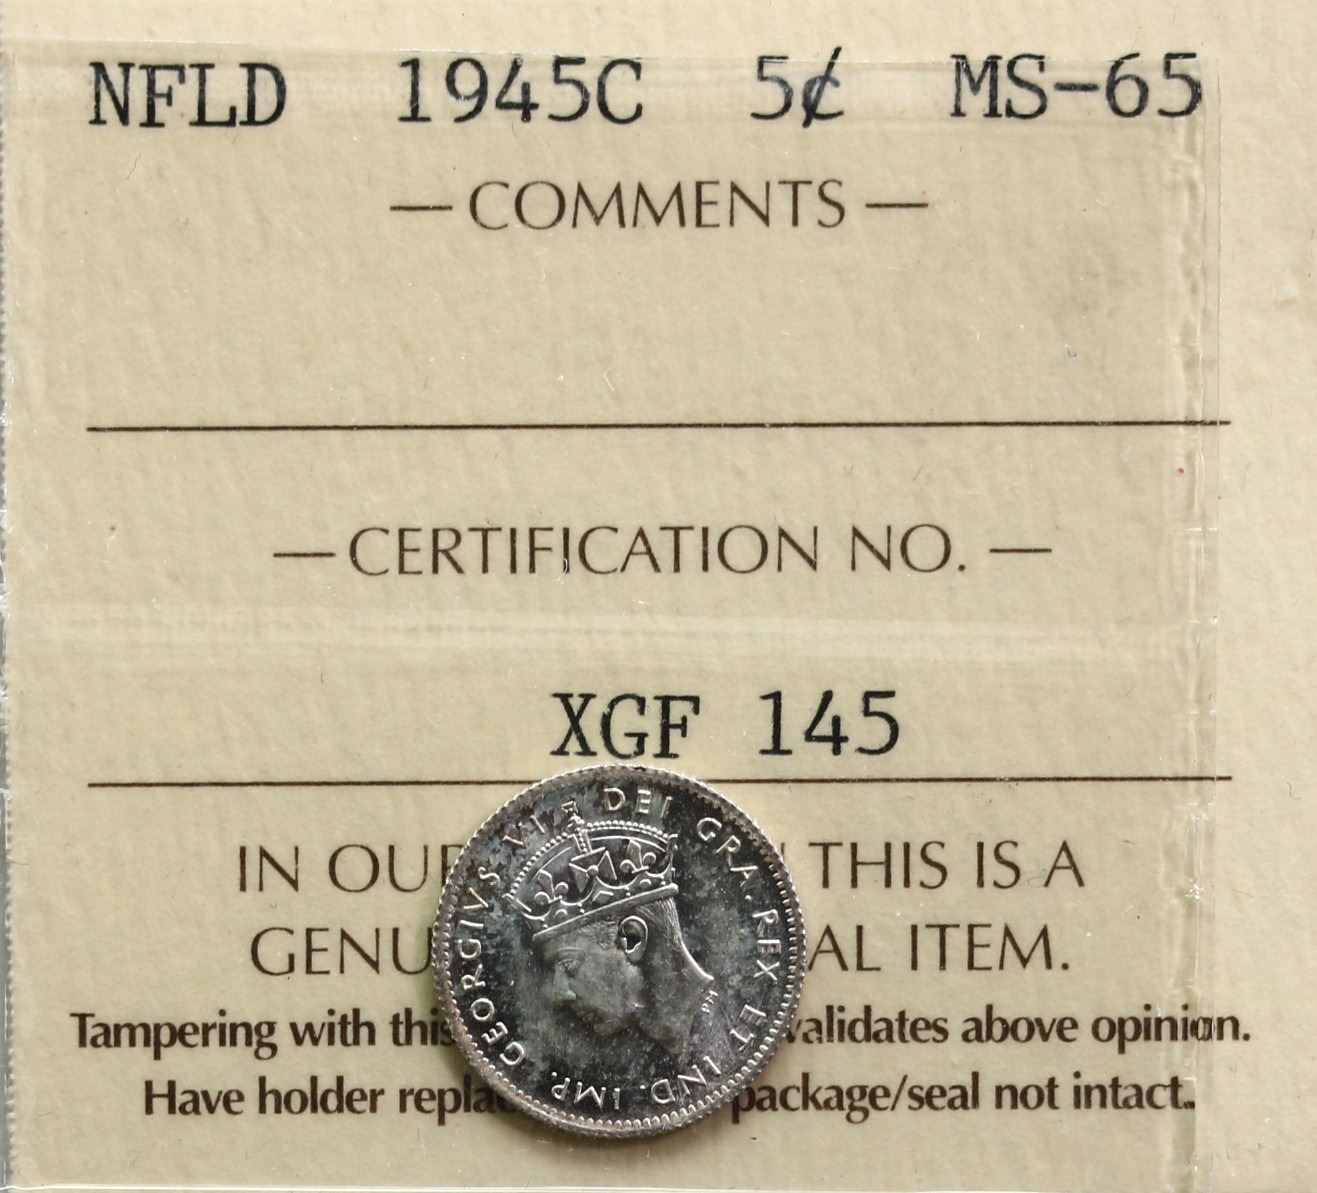 NFLD 1945C 5¢ MS-65
— COMMENTS —
— CERTIFICATION NO. —
XGF 145
IN OU THIS IS A
GENU AL ITEM.
Tampering with this validates above opinion.
Have holder repla package/seal not intact.
GEORGIVS VI DEI GRA. REX ET IND. IMP.
PM